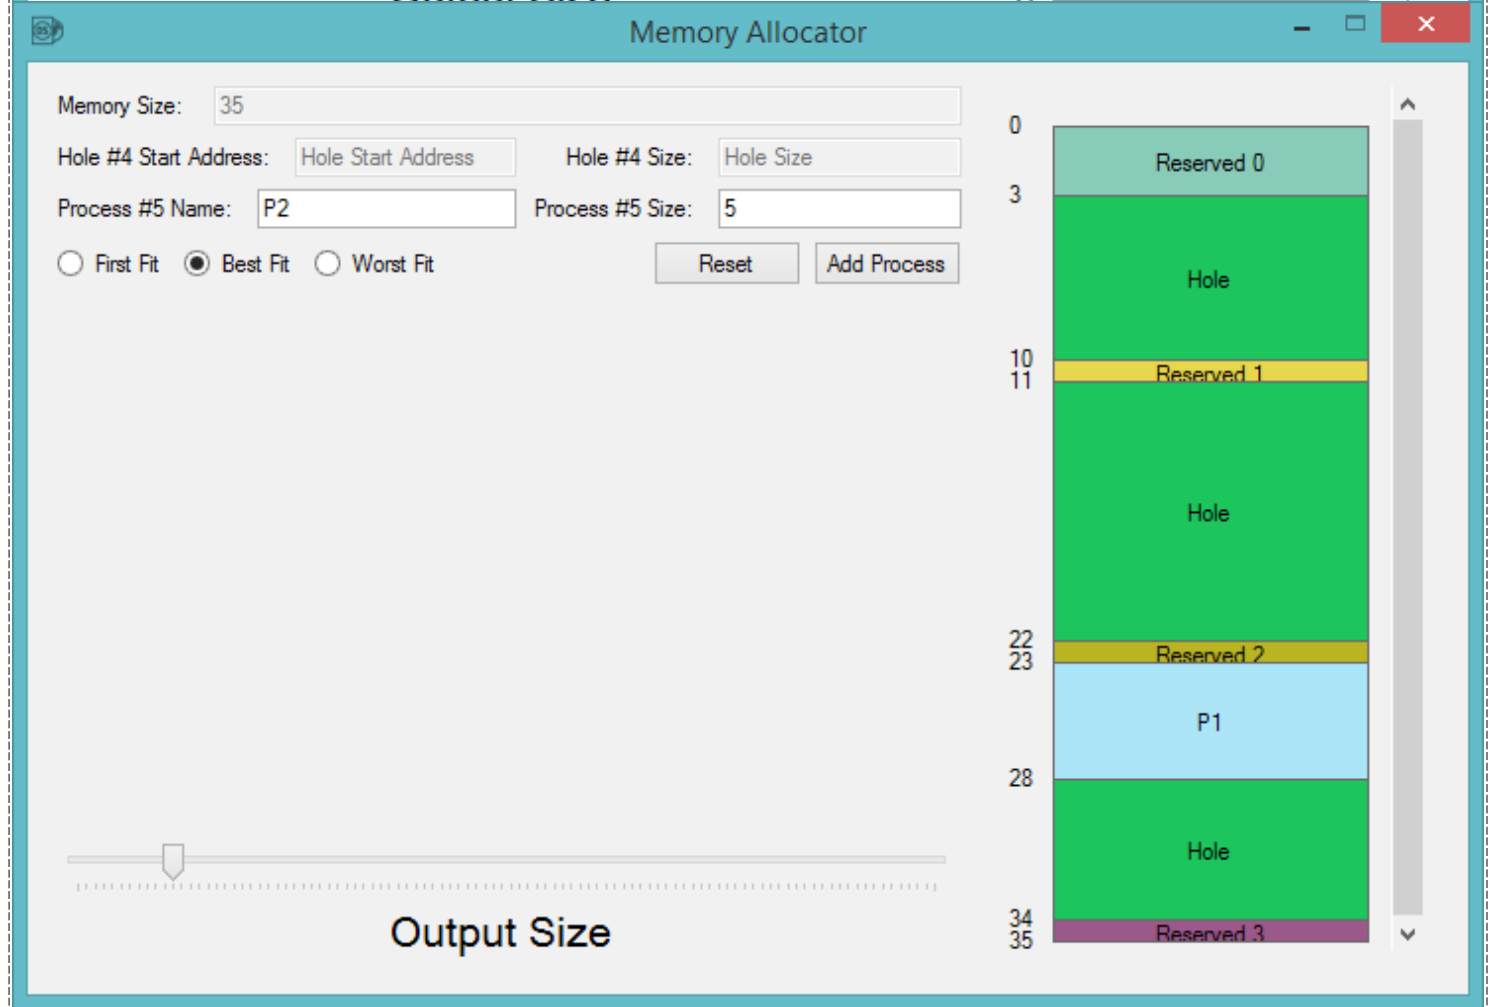 Memory Allocator
Memory Size: 35
Hole #4 Start Address: Hole Start Address Hole #4 Size: Hole Size
Process #5 Name: P2 Process #5 Size: 5
First Fit Best Fit Worst Fit Reset Add Process
Output Size
0
Reserved 0
3
Hole
10
Reserved 1
11
Hole
22
Reserved 2
23
P1
28
Hole
34
Reserved 3
35